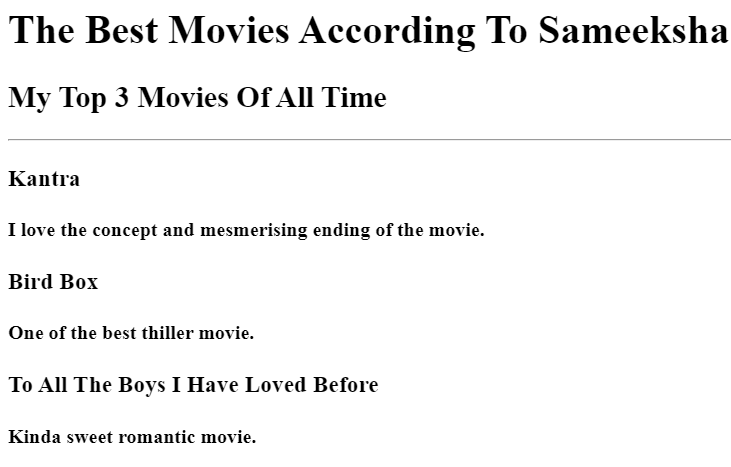 The Best Movies According To Sameeksha
My Top 3 Movies Of All Time
Kantra
I love the concept and mesmerising ending of the movie.
Bird Box
One of the best thiller movie.
To All The Boys I Have Loved Before
Kinda sweet romantic movie.